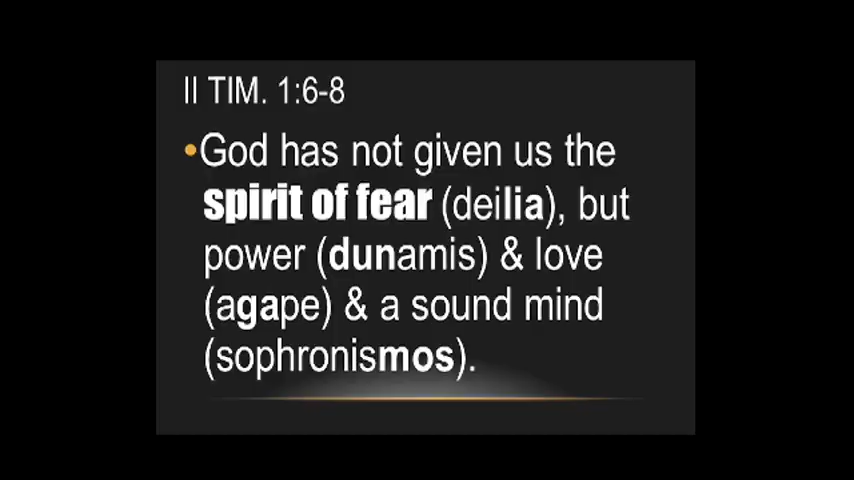 II TIM. 1:6-8
•God has not given us the
spirit of fear (deilia), but
power (dunamis) & love
(agape) & a sound mind
(sophronismos).